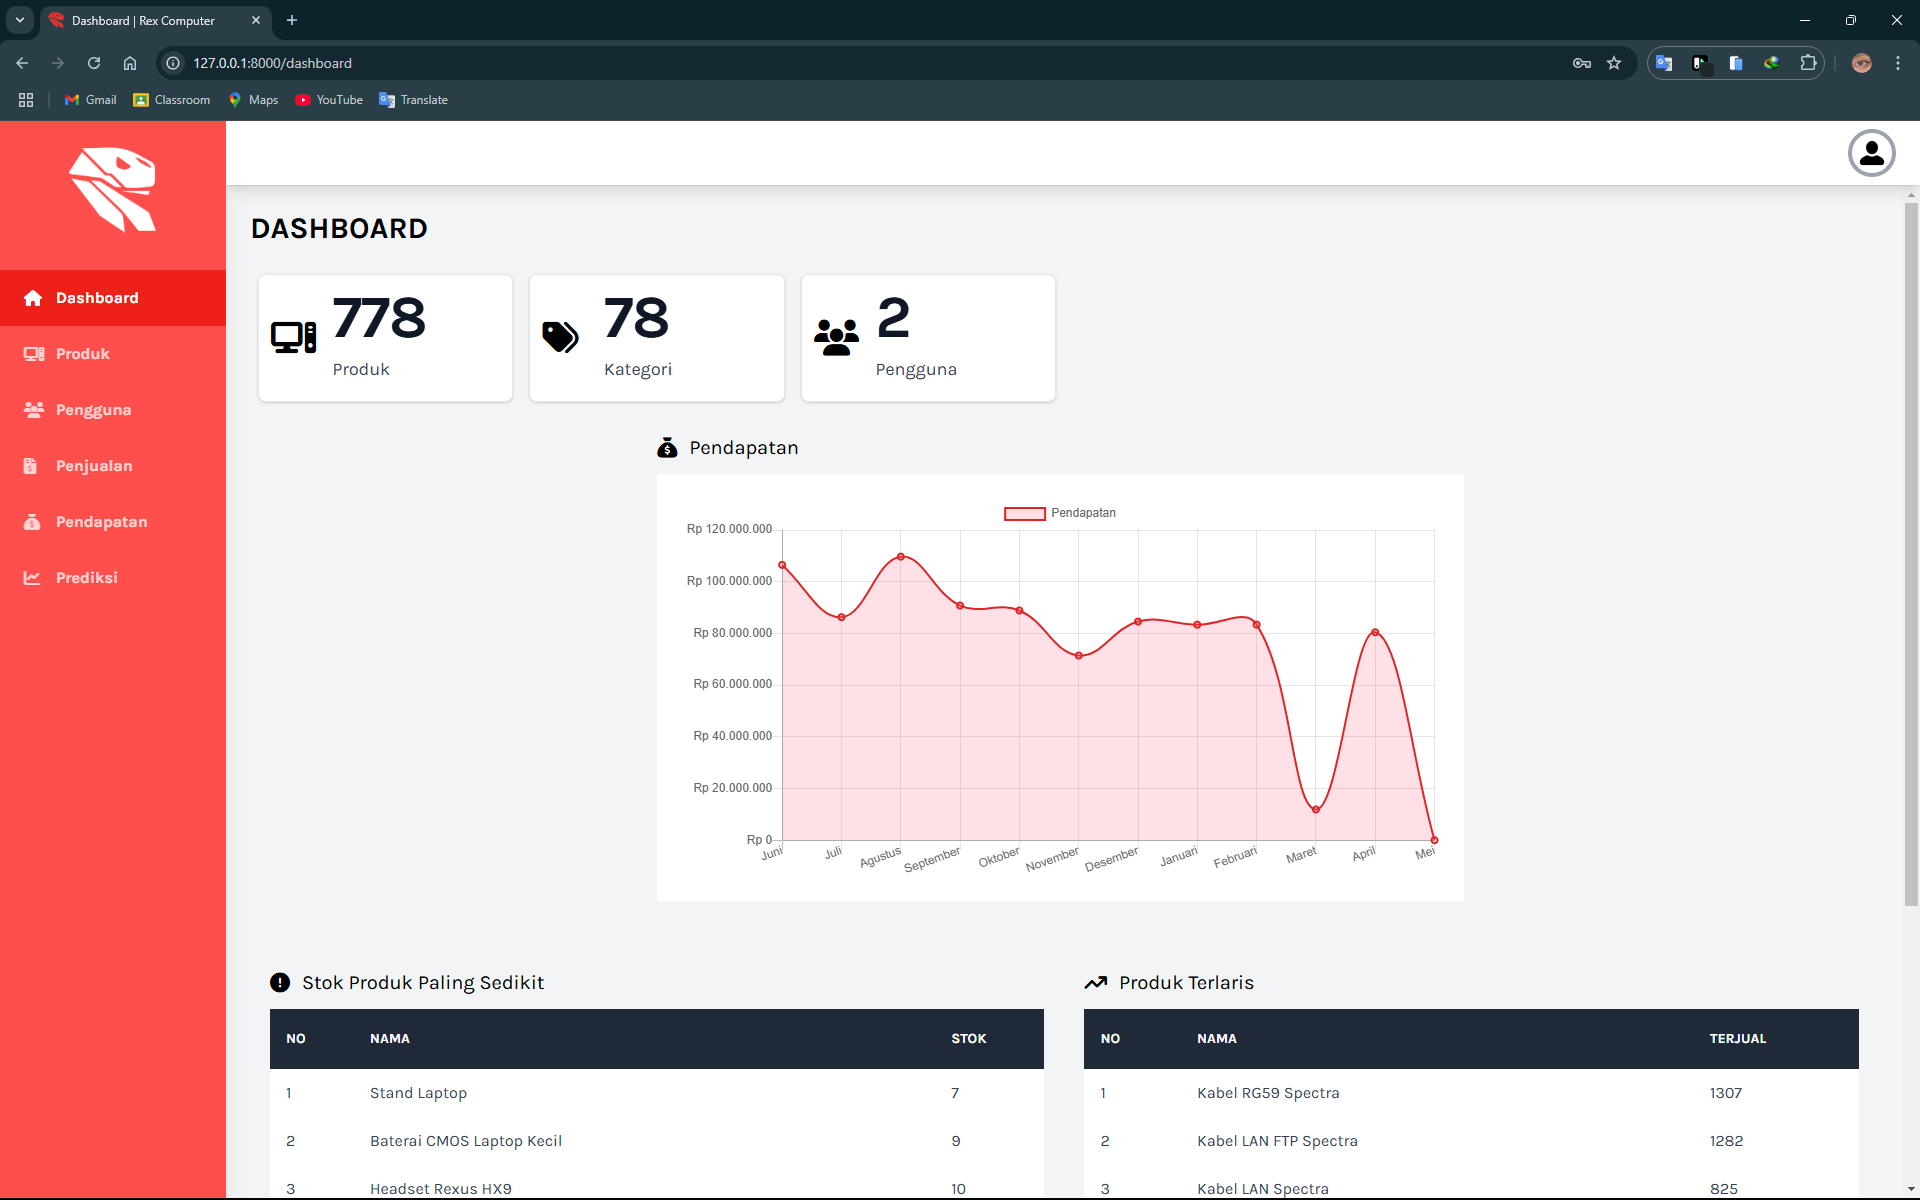 Dashboard | Rex Computer
127.0.0.1:8000/dashboard
Gmail Classroom Maps YouTube Translate
DASHBOARD
Dashboard
Produk
Pengguna
Penjualan
Pendapatan
Prediksi
778
Produk
78
Kategori
2
Pengguna
Pendapatan
Pendapatan
Rp 120.000.000
Rp 100.000.000
Rp 80.000.000
Rp 60.000.000
Rp 40.000.000
Rp 20.000.000
Rp 0
Juni Juli Agustus September Oktober November Desember Januari Februari Maret April Mei
Stok Produk Paling Sedikit
NO NAMA STOK
1 Stand Laptop 7
2 Baterai CMOS Laptop Kecil 9
3 Headset Rexus HX9 10
Produk Terlaris
NO NAMA TERJUAL
1 Kabel RG59 Spectra 1307
2 Kabel LAN FTP Spectra 1282
3 Kabel LAN Spectra 825